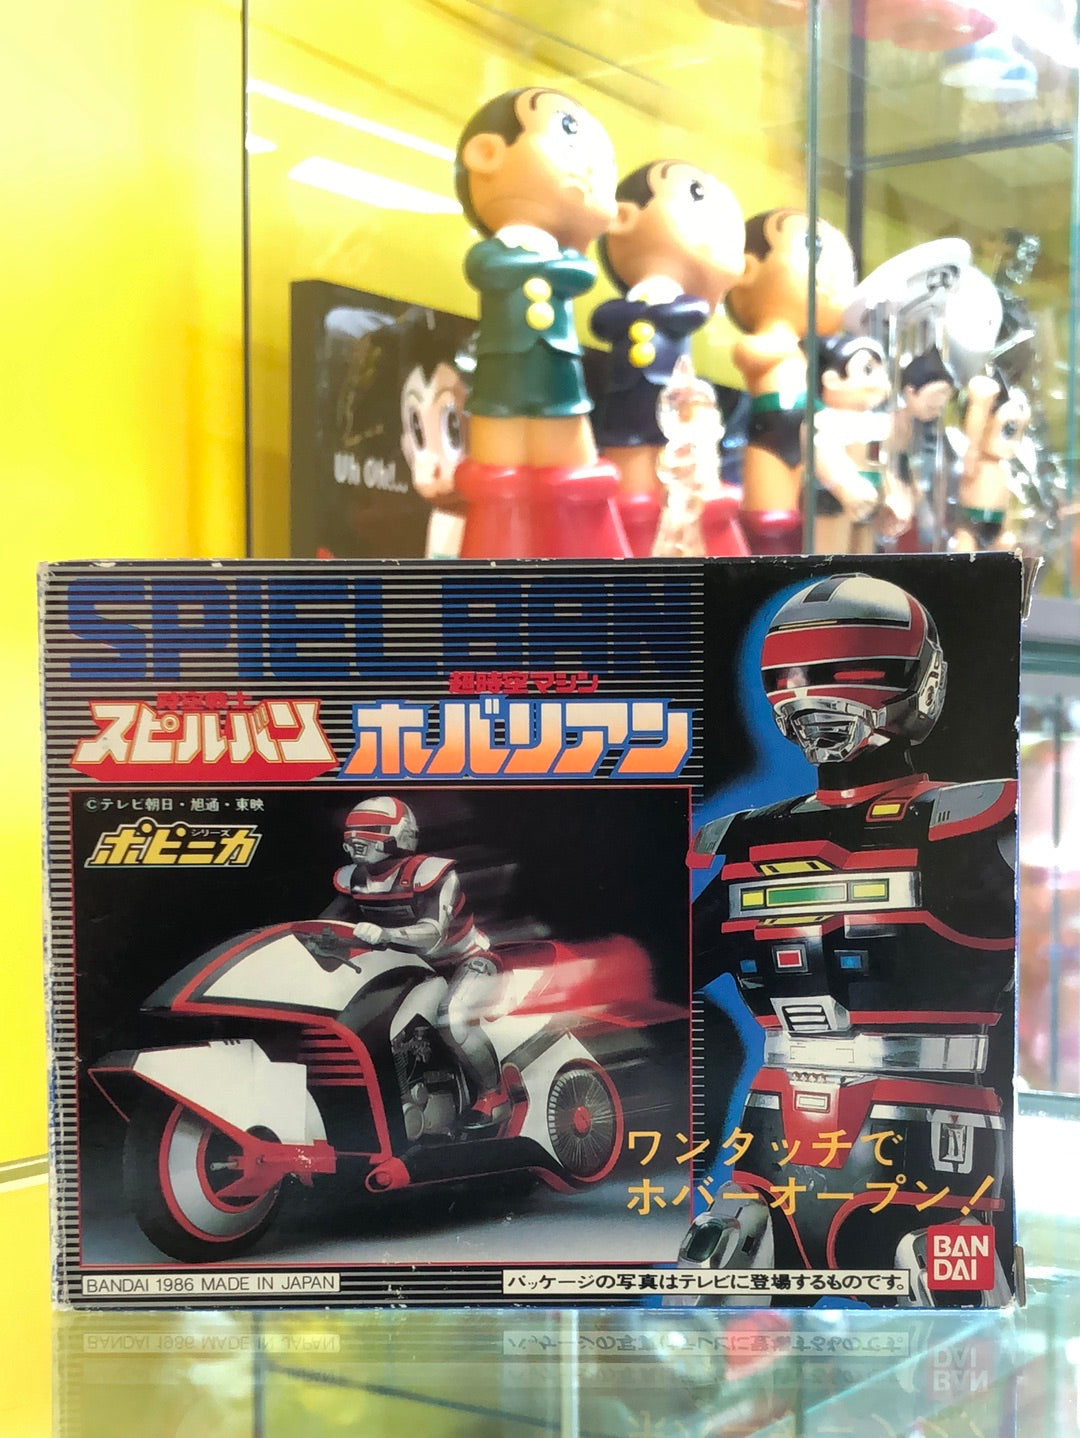 Uh Oh!...
SPIELBAN
時空戦士
スピルバン
超時空マシン
ホバリアン
©テレビ朝日・旭通・東映
ポピニカ
シリーズ
ワンタッチで
ホバーオープン!
BANDAI 1986 MADE IN JAPAN
パッケージの写真はテレビに登場するものです。
BAN
DAI